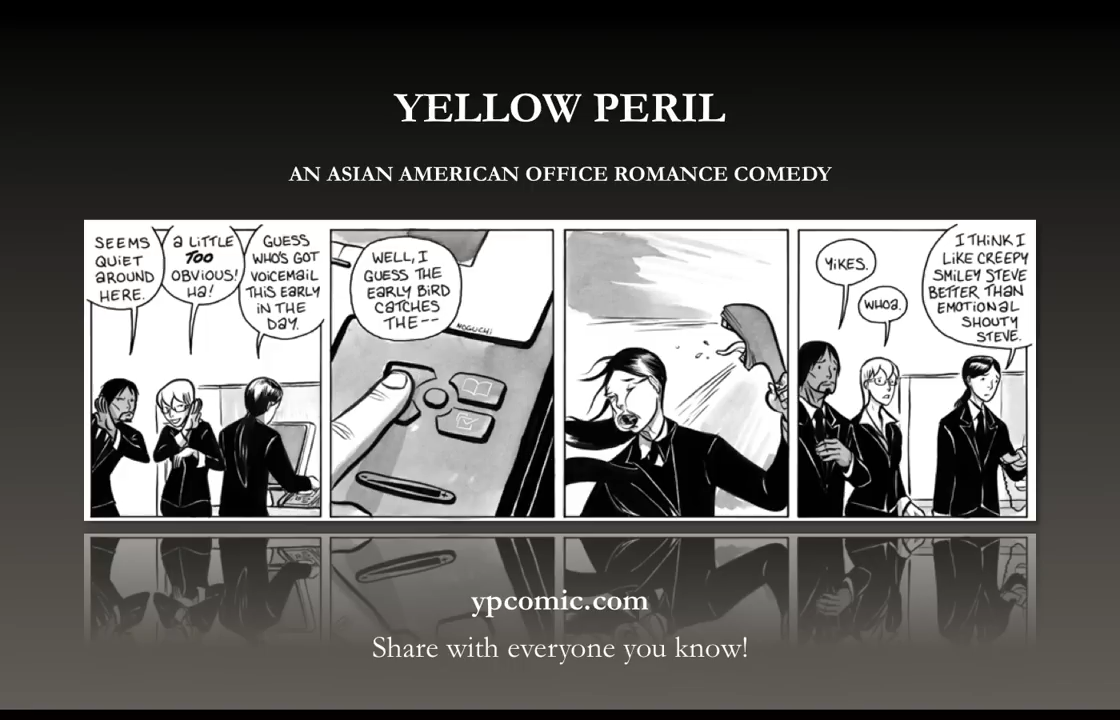 YELLOW PERIL
AN ASIAN AMERICAN OFFICE ROMANCE COMEDY
SEEMS
QUIET
AROUND
HERE.
A LITTLE
TOO
OBVIOUS!
HA!
GUESS
WHO'S GOT
VOICEMAIL
THIS EARLY
IN THE
DAY.
WELL, I
GUESS THE
EARLY BIRD
CATCHES
THE--
NOGUCHI
YIKES.
WHOA.
I THINK I
LIKE CREEPY
SMILEY STEVE
BETTER THAN
EMOTIONAL
SHOUTY
STEVE.
ypcomic.com
Share with everyone you know!